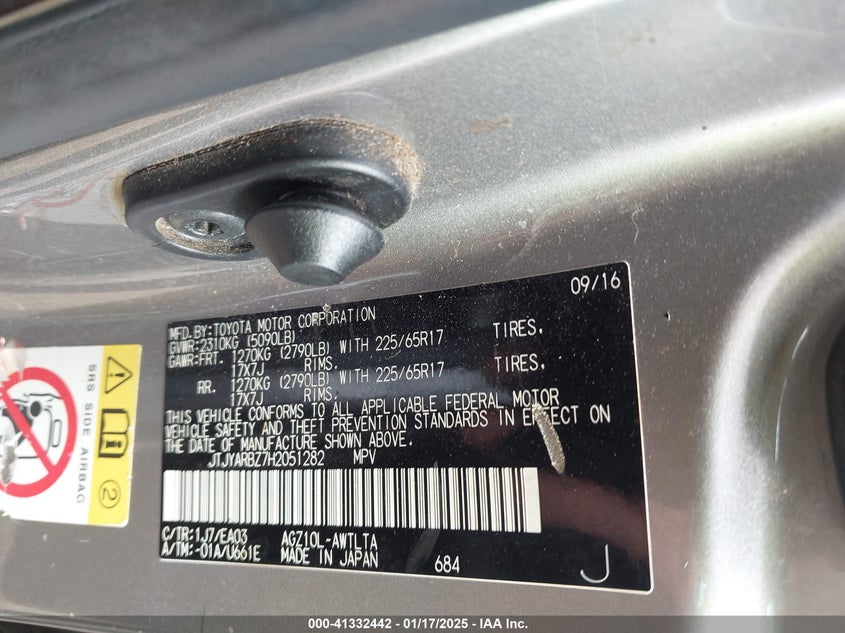 09/16
MFD.BY:TOYOTA MOTOR CORPORATION
GVWR:2310KG (5090LB)
GAWR:FRT. 1270KG (2790LB) WITH 225/65R17 TIRES,
17X7J RIMS.
RR. 1270KG (2790LB) WITH 225/65R17 TIRES,
17X7J RIMS.
THIS VEHICLE CONFORMS TO ALL APPLICABLE FEDERAL MOTOR
VEHICLE SAFETY AND THEFT PREVENTION STANDARDS IN EFFECT ON
THE DATE OF MANUFACTURE SHOWN ABOVE.
JTJYARBZ7H2051282 MPV
C/TR:1J7/EA03 AGZ10L-AWTLTA
A/TM:-01A/U661E MADE IN JAPAN 684
J
SRS SIDE AIRBAG
2
000-41332442 - 01/17/2025 - IAA Inc.